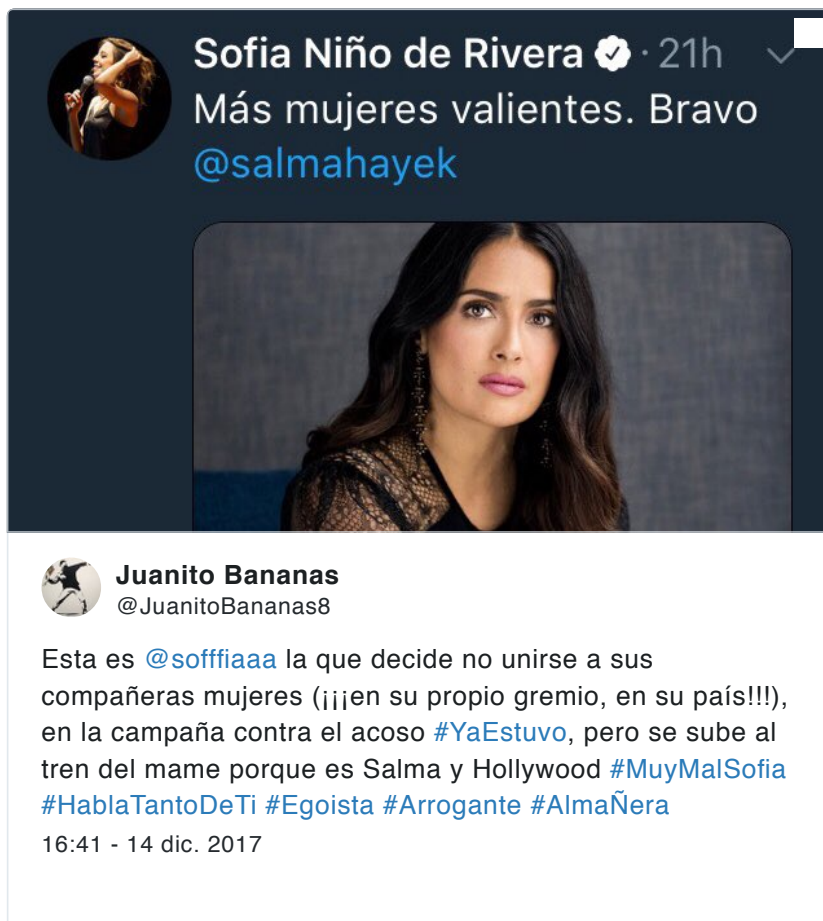 Sofia Niño de Rivera · 21h
Más mujeres valientes. Bravo
@salmahayek
Juanito Bananas
@JuanitoBananas8
Esta es @sofffiaaa la que decide no unirse a sus
compañeras mujeres (¡¡¡en su propio gremio, en su país!!!),
en la campaña contra el acoso #YaEstuvo, pero se sube al
tren del mame porque es Salma y Hollywood #MuyMalSofia
#HablaTantoDeTi #Egoista #Arrogante #AlmaÑera
16:41 - 14 dic. 2017